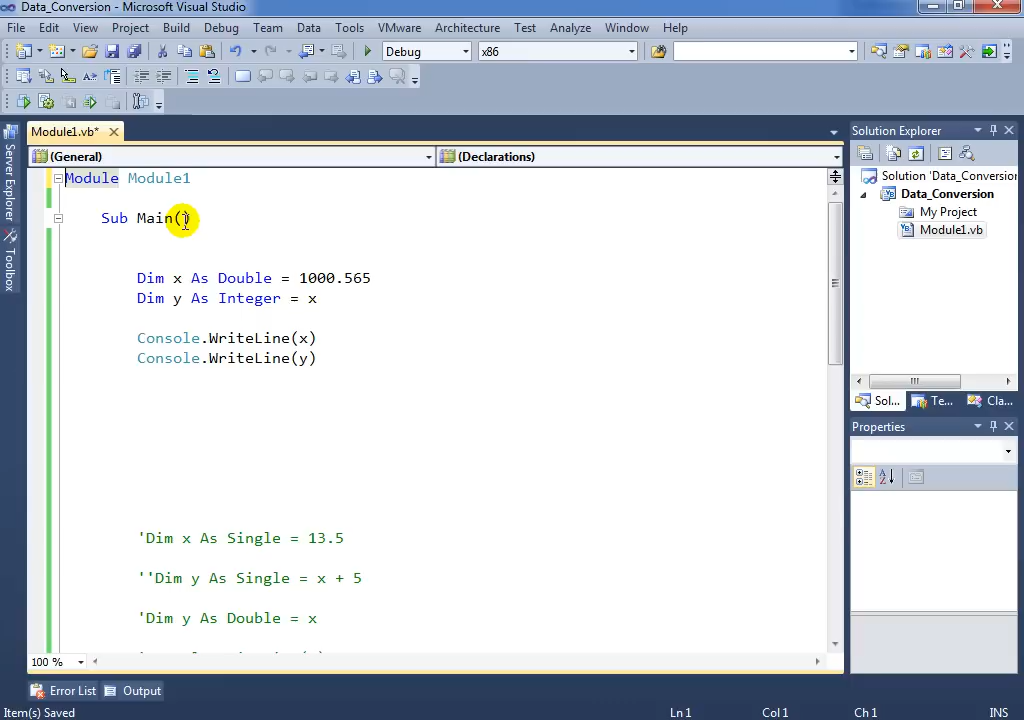 Data_Conversion - Microsoft Visual Studio
File Edit View Project Build Debug Team Data Tools VMware Architecture Test Analyze Window Help
Debug x86
Module1.vb*
(General) (Declarations)
Server Explorer
Toolbox
Module Module1
Sub Main()
Dim x As Double = 1000.565
Dim y As Integer = x
Console.WriteLine(x)
Console.WriteLine(y)
'Dim x As Single = 13.5
''Dim y As Single = x + 5
'Dim y As Double = x
100 %
Solution Explorer
Solution 'Data_Conversion
Data_Conversion
My Project
Module1.vb
Sol... Te... Cla...
Properties
Error List Output
Item(s) Saved Ln 1 Col 1 Ch 1 INS